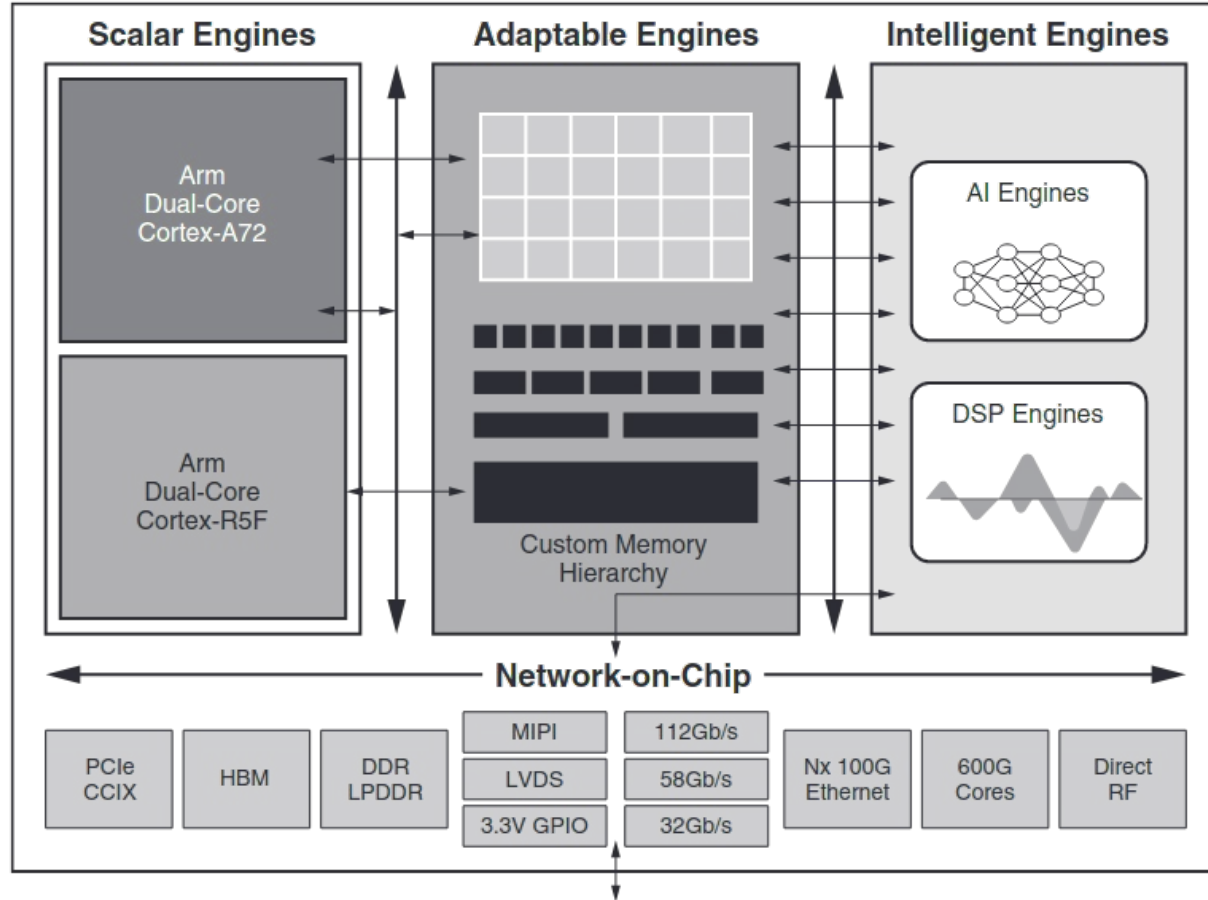 Scalar Engines
Adaptable Engines
Intelligent Engines
Arm
Dual-Core
Cortex-A72
Arm
Dual-Core
Cortex-R5F
Custom Memory
Hierarchy
AI Engines
DSP Engines
Network-on-Chip
PCIe
CCIX
HBM
DDR
LPDDR
MIPI
LVDS
3.3V GPIO
112Gb/s
58Gb/s
32Gb/s
Nx 100G
Ethernet
600G
Cores
Direct
RF